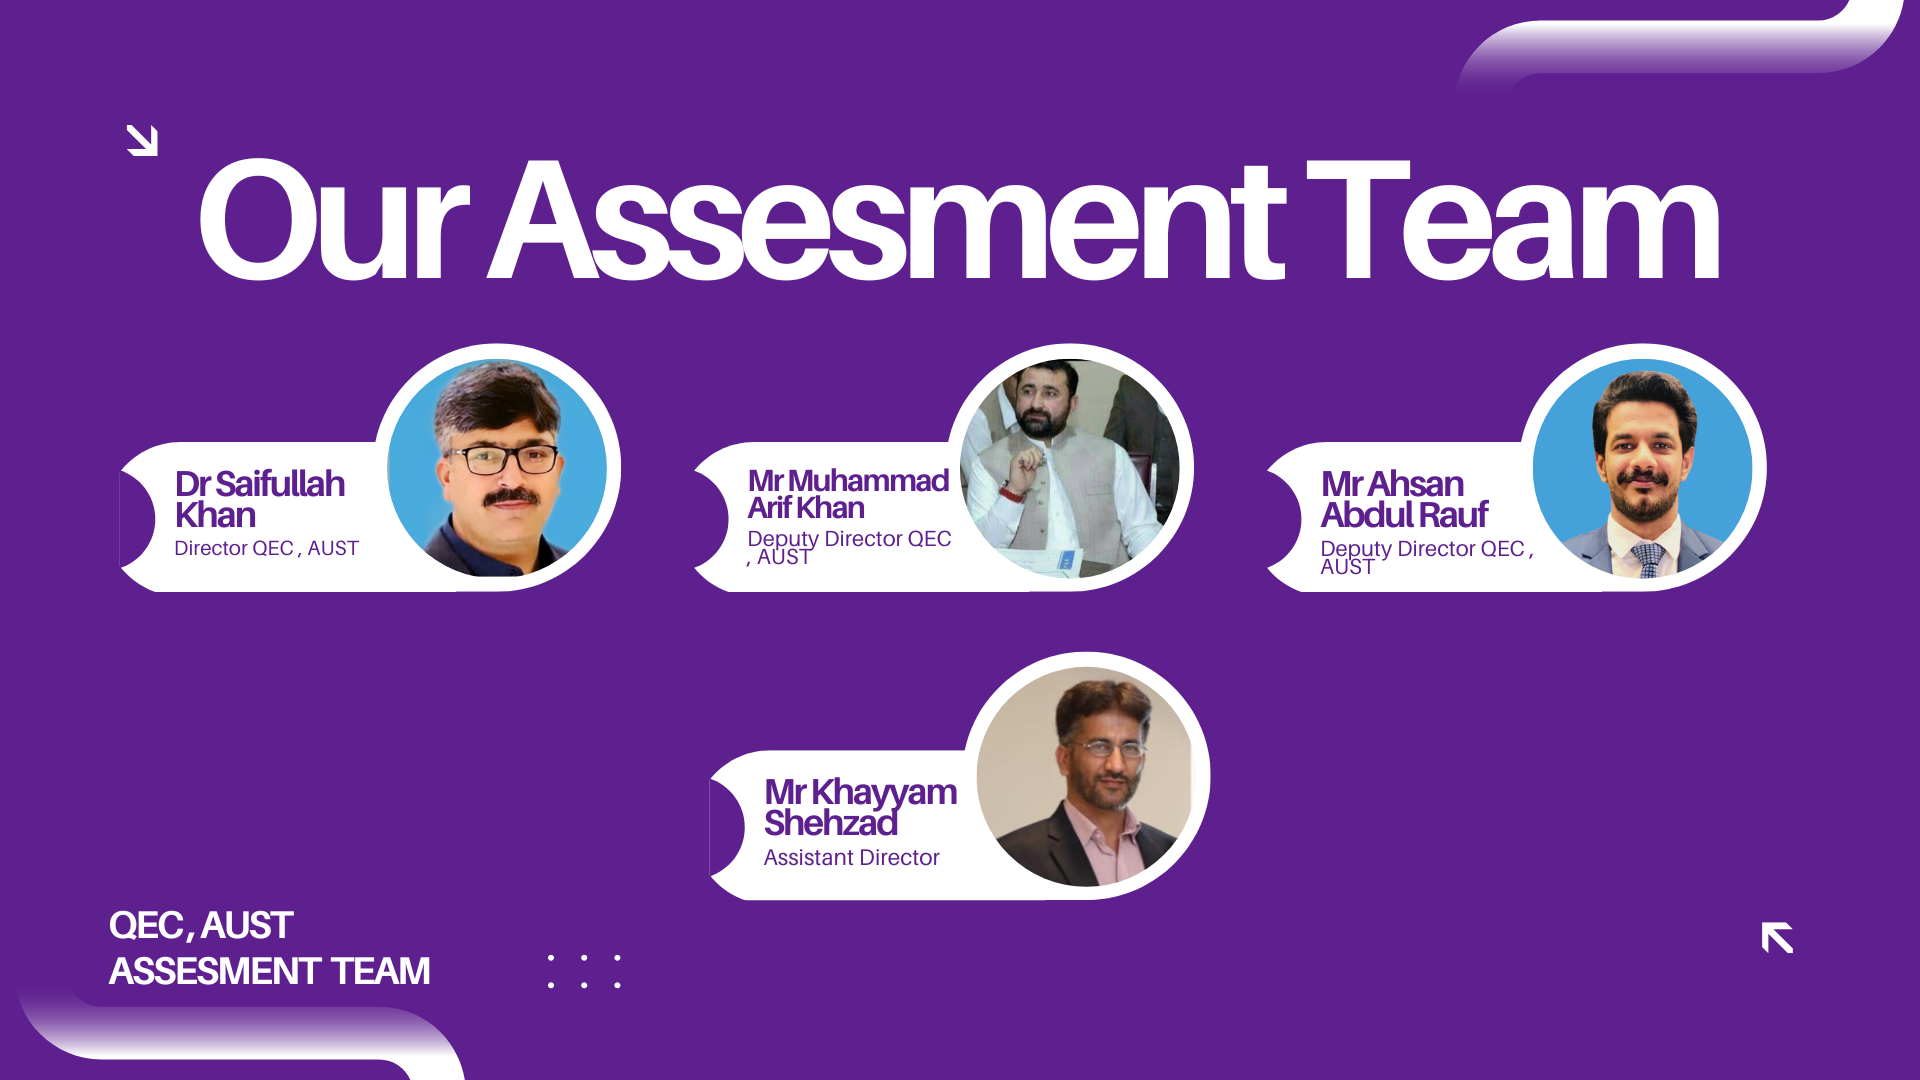 Our Assesment Team
Dr Saifullah
Khan
Director QEC , AUST
Mr Muhammad
Arif Khan
Deputy Director QEC
, AUST
Mr Ahsan
Abdul Rauf
Deputy Director QEC ,
AUST
Mr Khayyam
Shehzad
Assistant Director
QEC, AUST
ASSESMENT TEAM